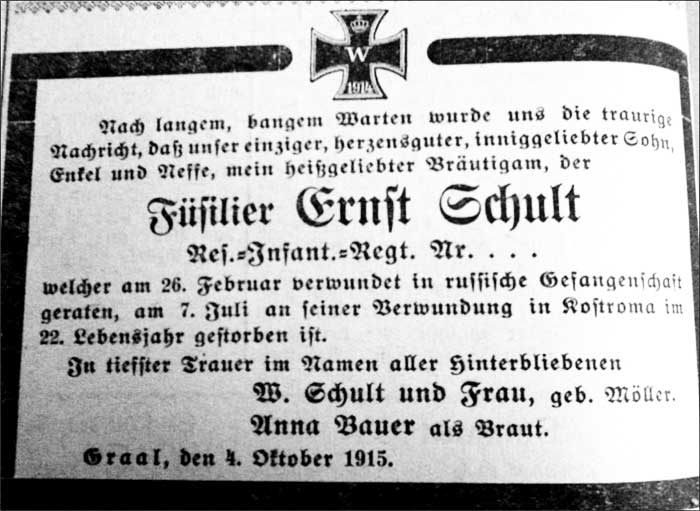 W
1914
Nach langem, bangem Warten wurde uns die traurige
Nachricht, daß unser einziger, herzensguter, inniggeliebter Sohn,
Enkel und Neffe, mein heißgeliebter Bräutigam, der
Füsilier Ernst Schult
Res.=Infant.=Regt. Nr. . . .
welcher am 26. Februar verwundet in russische Gefangenschaft
geraten, am 7. Juli an seiner Verwundung in Kostroma im
22. Lebensjahr gestorben ist.
In tiefster Trauer im Namen aller Hinterbliebenen
W. Schult und Frau, geb. Möller.
Anna Bauer als Braut.
Graal, den 4. Oktober 1915.